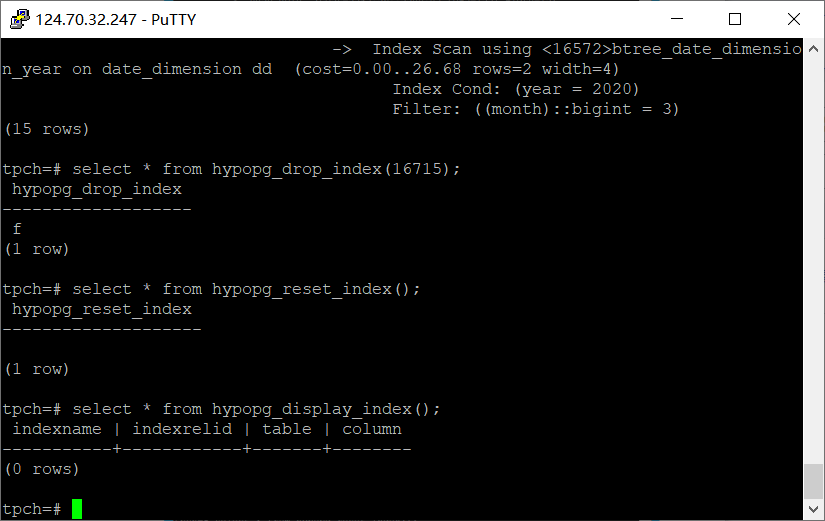 124.70.32.247 - PuTTY
-> Index Scan using <16572>btree_date_dimensio
n_year on date_dimension dd (cost=0.00..26.68 rows=2 width=4)
Index Cond: (year = 2020)
Filter: ((month)::bigint = 3)
(15 rows)
tpch=# select * from hypopg_drop_index(16715);
hypopg_drop_index
-------------------
f
(1 row)
tpch=# select * from hypopg_reset_index();
hypopg_reset_index
--------------------
(1 row)
tpch=# select * from hypopg_display_index();
indexname | indexrelid | table | column
-----------+------------+-------+--------
(0 rows)
tpch=#